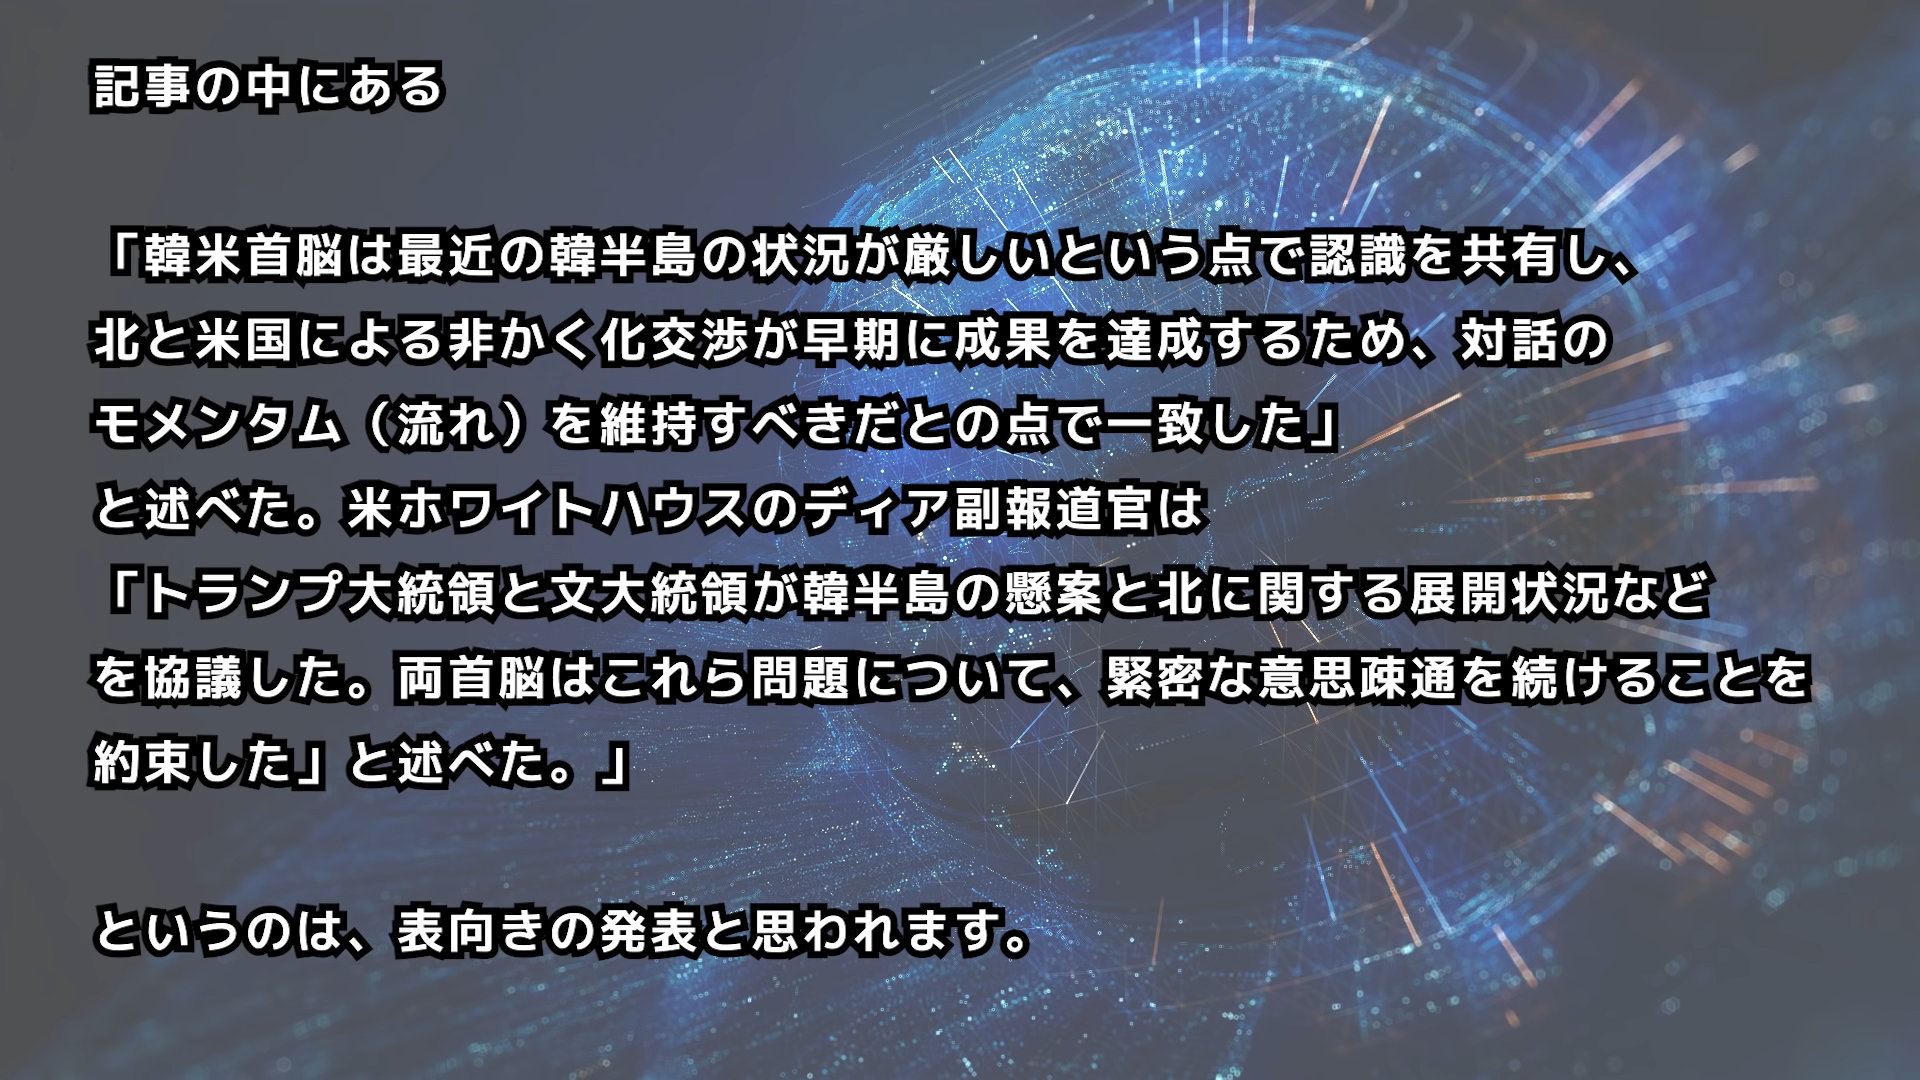 記事の中にある
「韓米首脳は最近の韓半島の状況が厳しいという点で認識を共有し、
北と米国による非かく化交渉が早期に成果を達成するため、対話の
モメンタム（流れ）を維持すべきだとの点で一致した」
と述べた。米ホワイトハウスのディア副報道官は
「トランプ大統領と文大統領が韓半島の懸案と北に関する展開状況など
を協議した。両首脳はこれら問題について、緊密な意思疎通を続けることを
約束した」と述べた。」
というのは、表向きの発表と思われます。